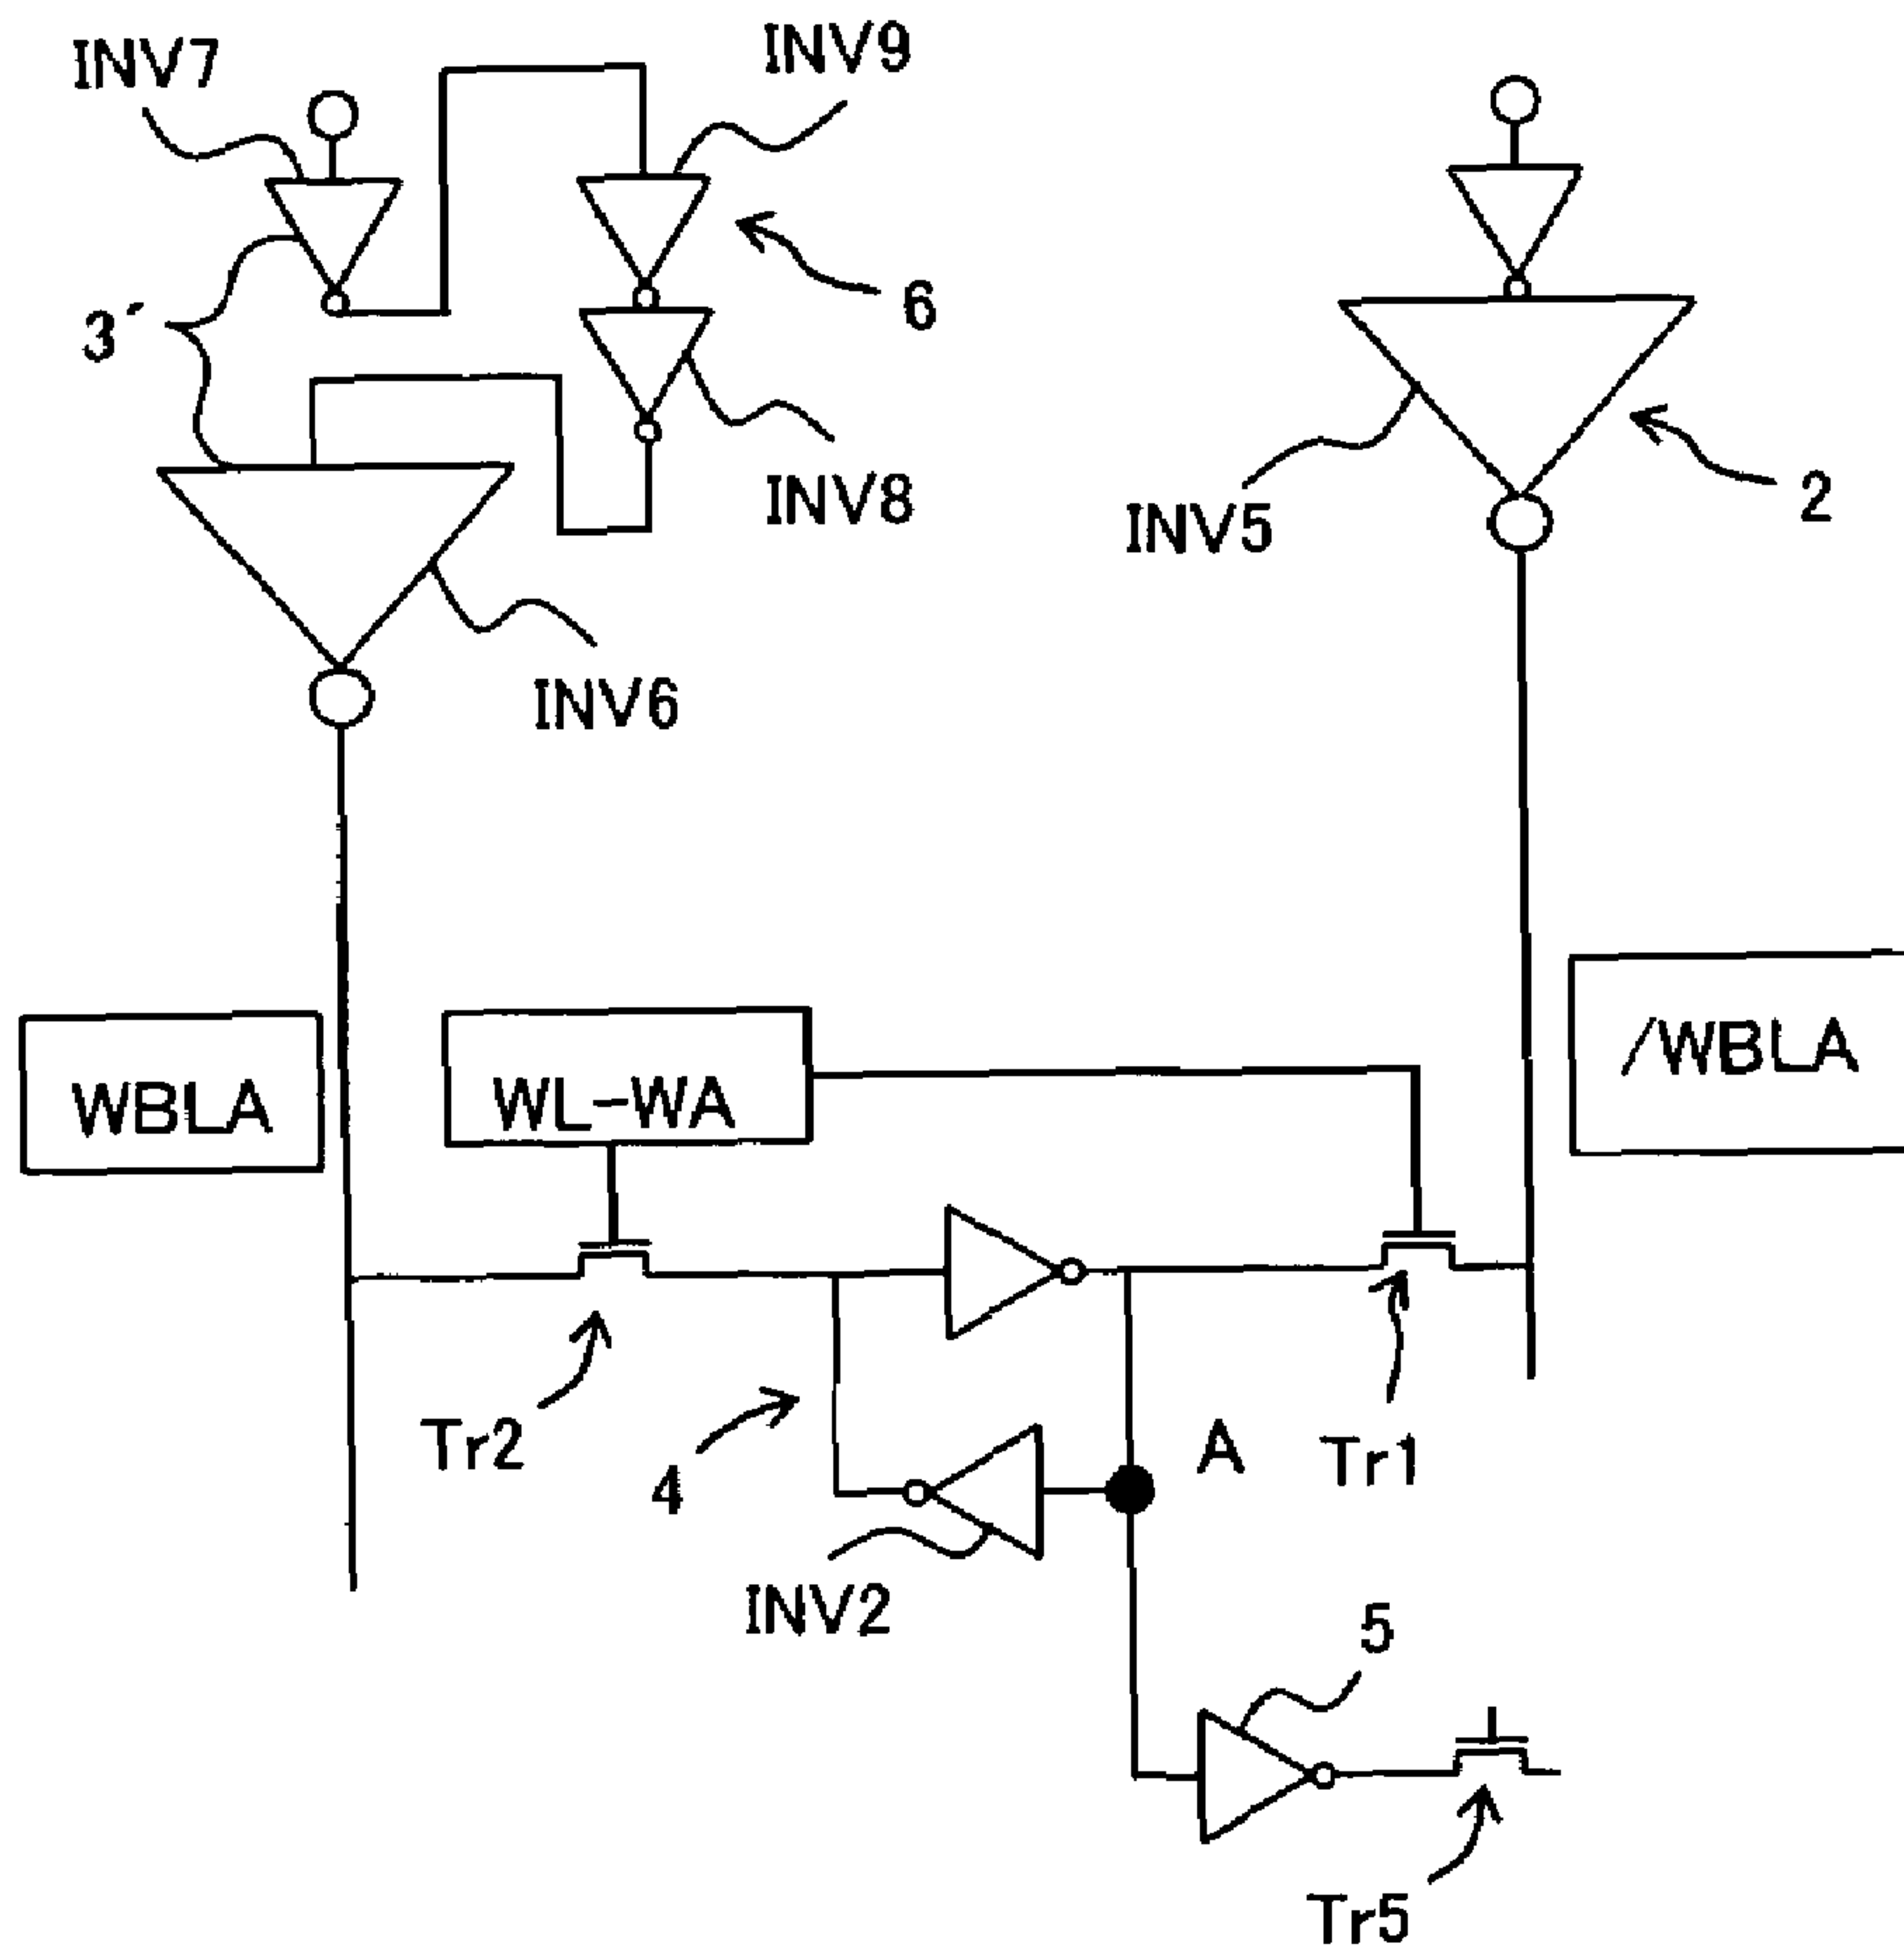 INV7
INV9
3´
6
INV8
INV5
2
INV6
WBLA
WL-WA
/WBLA
Tr2
4
A
Tr1
INV2
5
Tr5